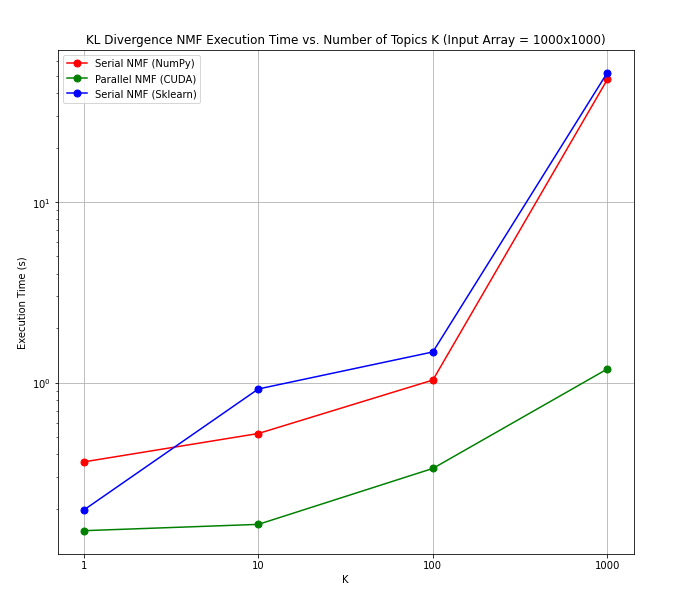 KL Divergence NMF Execution Time vs. Number of Topics K (Input Array = 1000x1000)
Serial NMF (NumPy)
Parallel NMF (CUDA)
Serial NMF (Sklearn)
10¹
10⁰
Execution Time (s)
1 10 100 1000
K